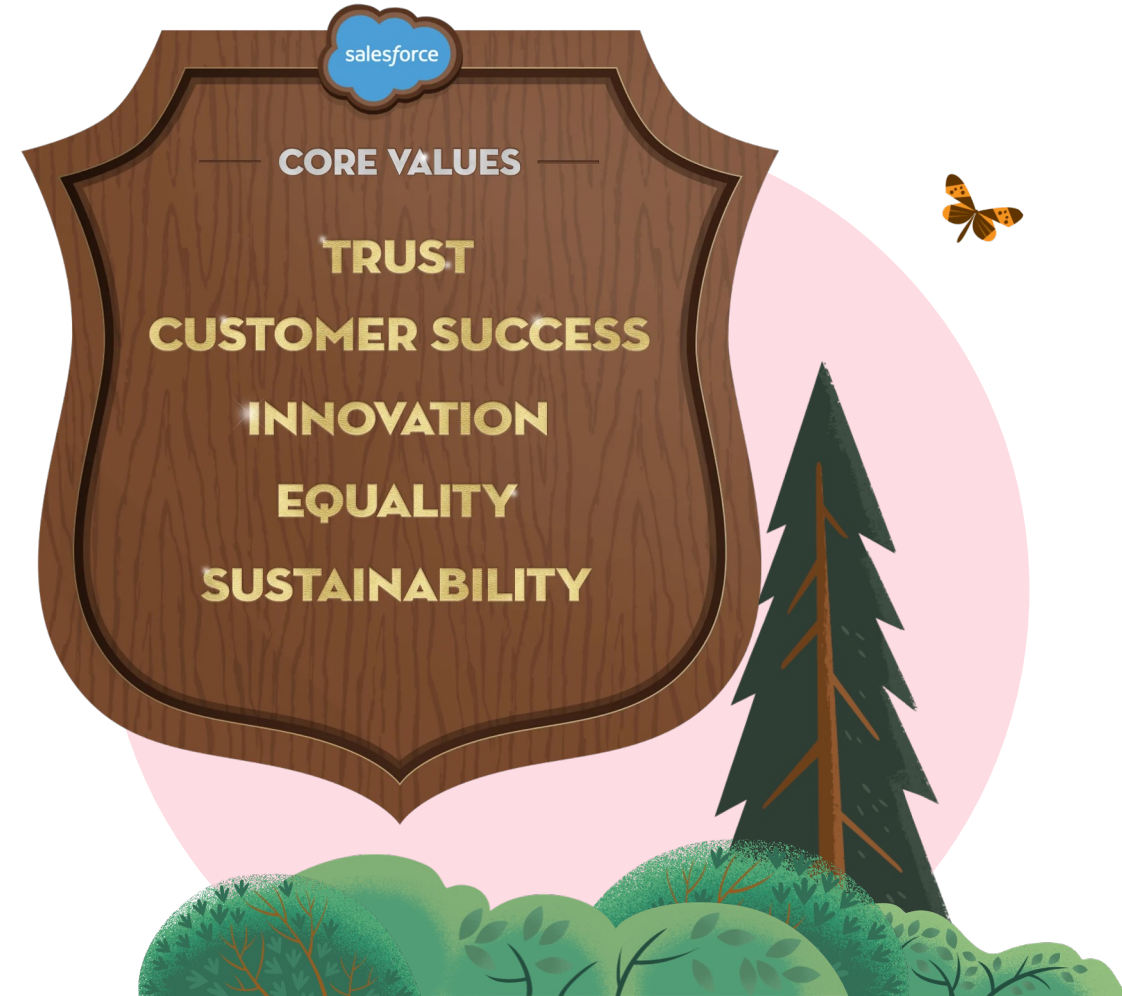 salesforce
CORE VALUES
TRUST
CUSTOMER SUCCESS
INNOVATION
EQUALITY
SUSTAINABILITY